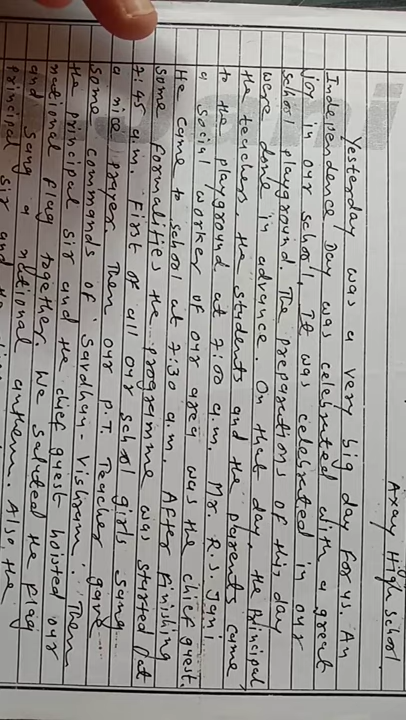 Axay High School
Yesterday was a very big day for us. An
Independence Day was celebrated with a great
joy in our school. It was celebrated in our
school playground. The preparations of this day
were done in advance. On that day, the principal
the teachers, the students and the parents came
to the playground at 7:00 a.m. Mr. R.S. Jani
a social worker of our area was the chief guest.
He came to school at 7:30 a.m. After finishing
some formalities the programme was started at
7:45 a.m. First of all our school girls sang
a nice prayer. Then our P.T. Teacher gave
some commands of 'Savdhan-Vishram'. Then
the principal sir and the chief guest hoisted our
national flag together. We saluted the flag
and sang a national anthem. Also, the
principal sir and the